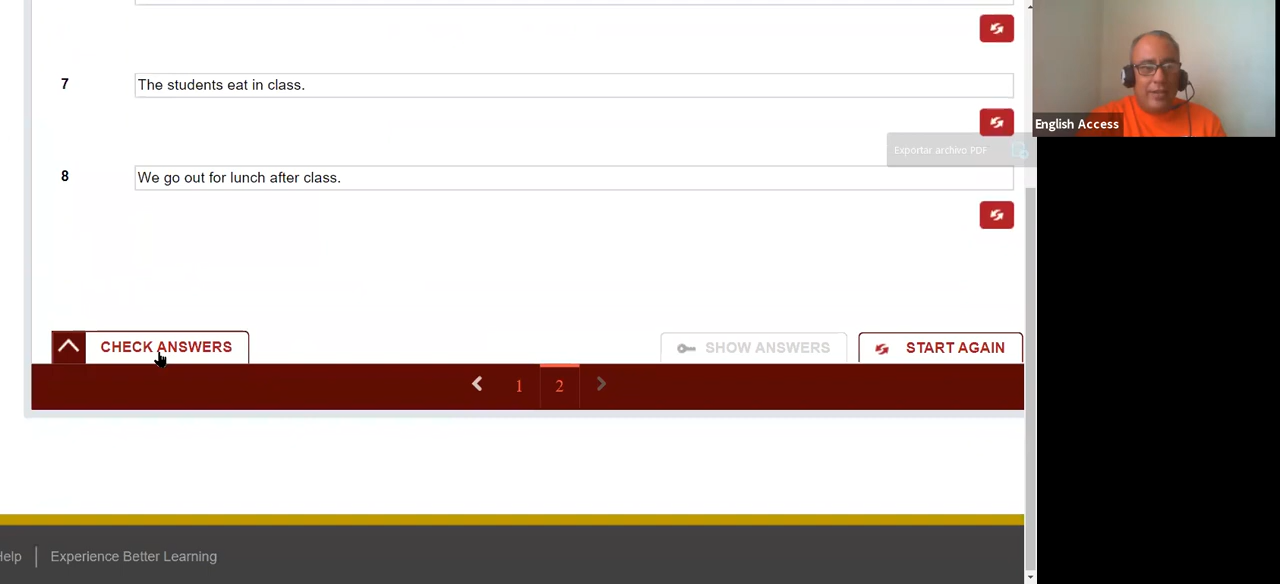 7
The students eat in class.
English Access
Exportar archivo PDF
8
We go out for lunch after class.
CHECK ANSWERS
SHOW ANSWERS
START AGAIN
1
2
Help | Experience Better Learning